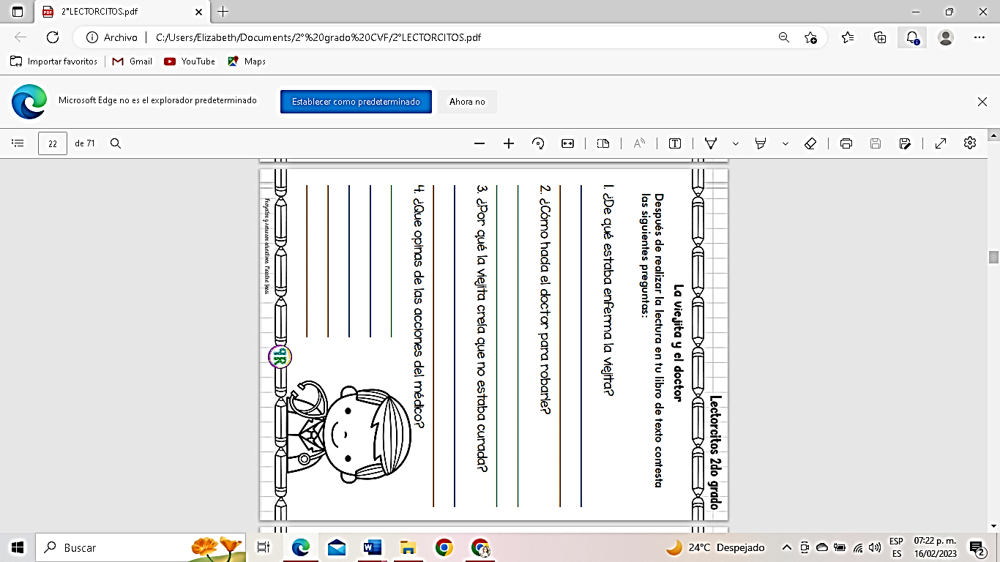 2°LECTORCITOS.pdf
Archivo
C:/Users/Elizabeth/Documents/2°%20grado%20CVF/2°LECTORCITOS.pdf
Importar favoritos
Gmail
YouTube
Maps
Microsoft Edge no es el explorador predeterminado
Establecer como predeterminado
Ahora no
22
de 71
Lectorcitos 2do grado
La viejita y el doctor
Después de realizar la lectura en tu libro de texto contesta
las siguientes preguntas:
1. ¿De qué estaba enferma la viejita?
2. ¿Cómo hacía el doctor para robarle?
3. ¿Por qué la viejita creía que no estaba curada?
4. ¿Que opinas de las acciones del médico?
Buscar
24°C Despejado
ESP
ES
07:22 p. m.
16/02/2023
2